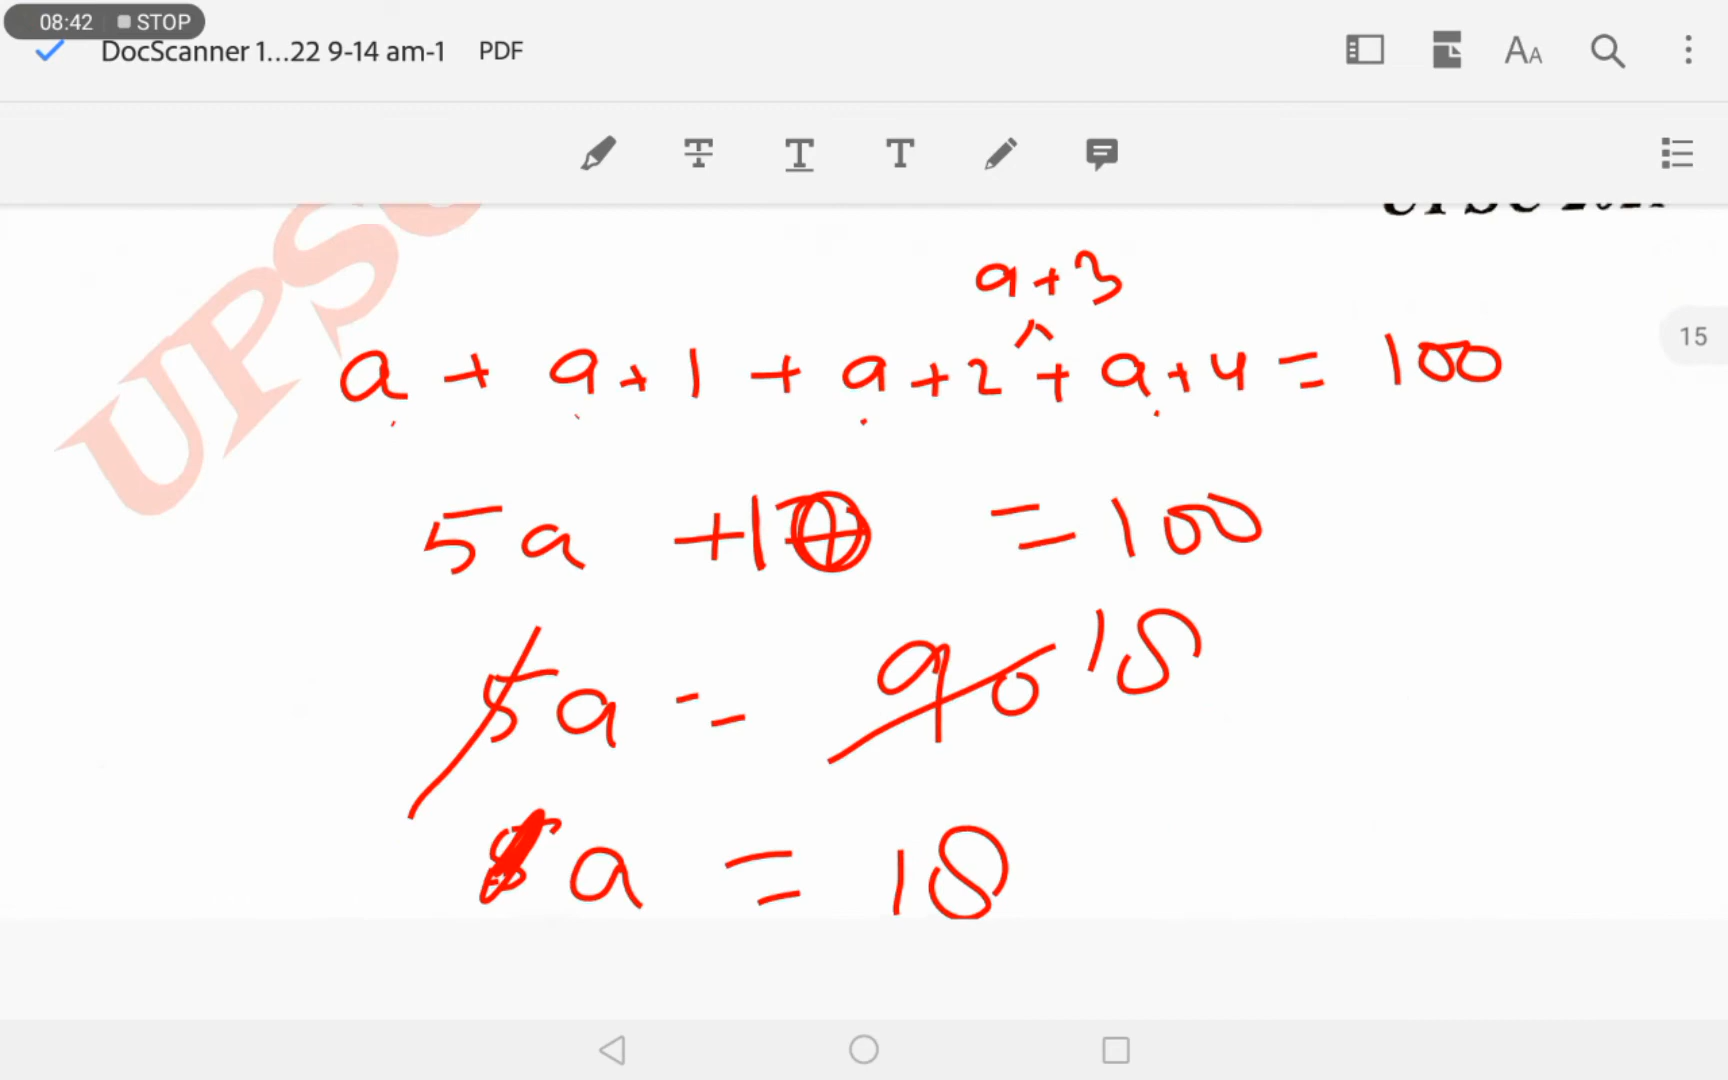 08:42 STOP
DocScanner 1...22 9-14 am-1 PDF
UPSC
15
a+3
a + a+1 + a+2 ^ + a+4 = 100
5a +10 = 100
5a = 90 18
a = 18